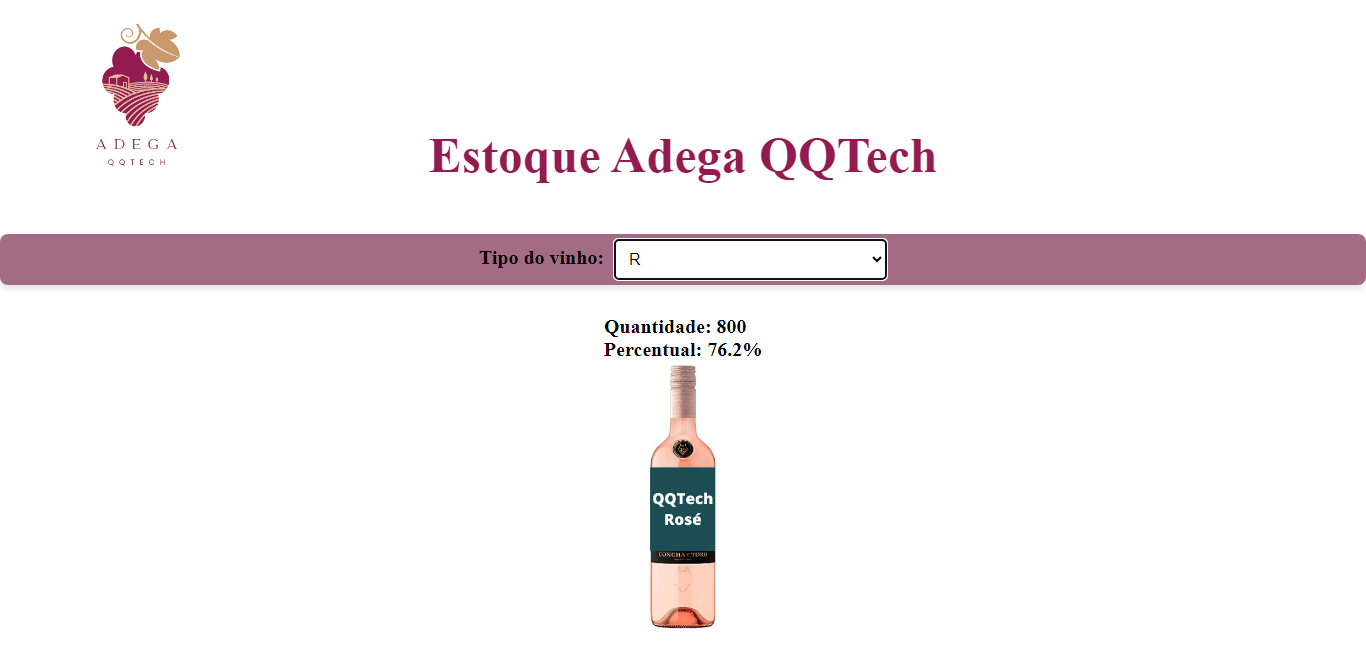 ADEGA
QQTECH
Estoque Adega QQTech
Tipo do vinho: R
Quantidade: 800
Percentual: 76.2%
QQTech
Rosé
CONCHA Y TORO